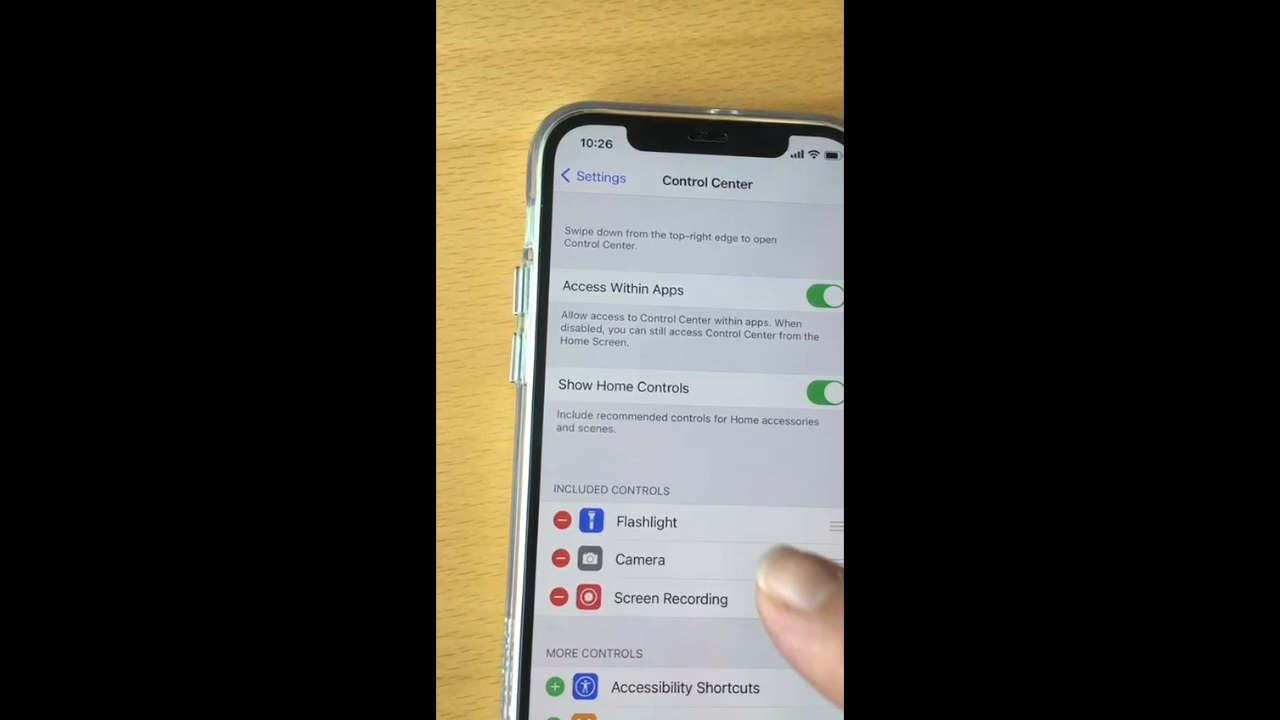 10:26
Settings
Control Center
Swipe down from the top-right edge to open
Control Center.
Access Within Apps
Allow access to Control Center within apps. When
disabled, you can still access Control Center from the
Home Screen.
Show Home Controls
Include recommended controls for Home accessories
and scenes.
INCLUDED CONTROLS
Flashlight
Camera
Screen Recording
MORE CONTROLS
Accessibility Shortcuts